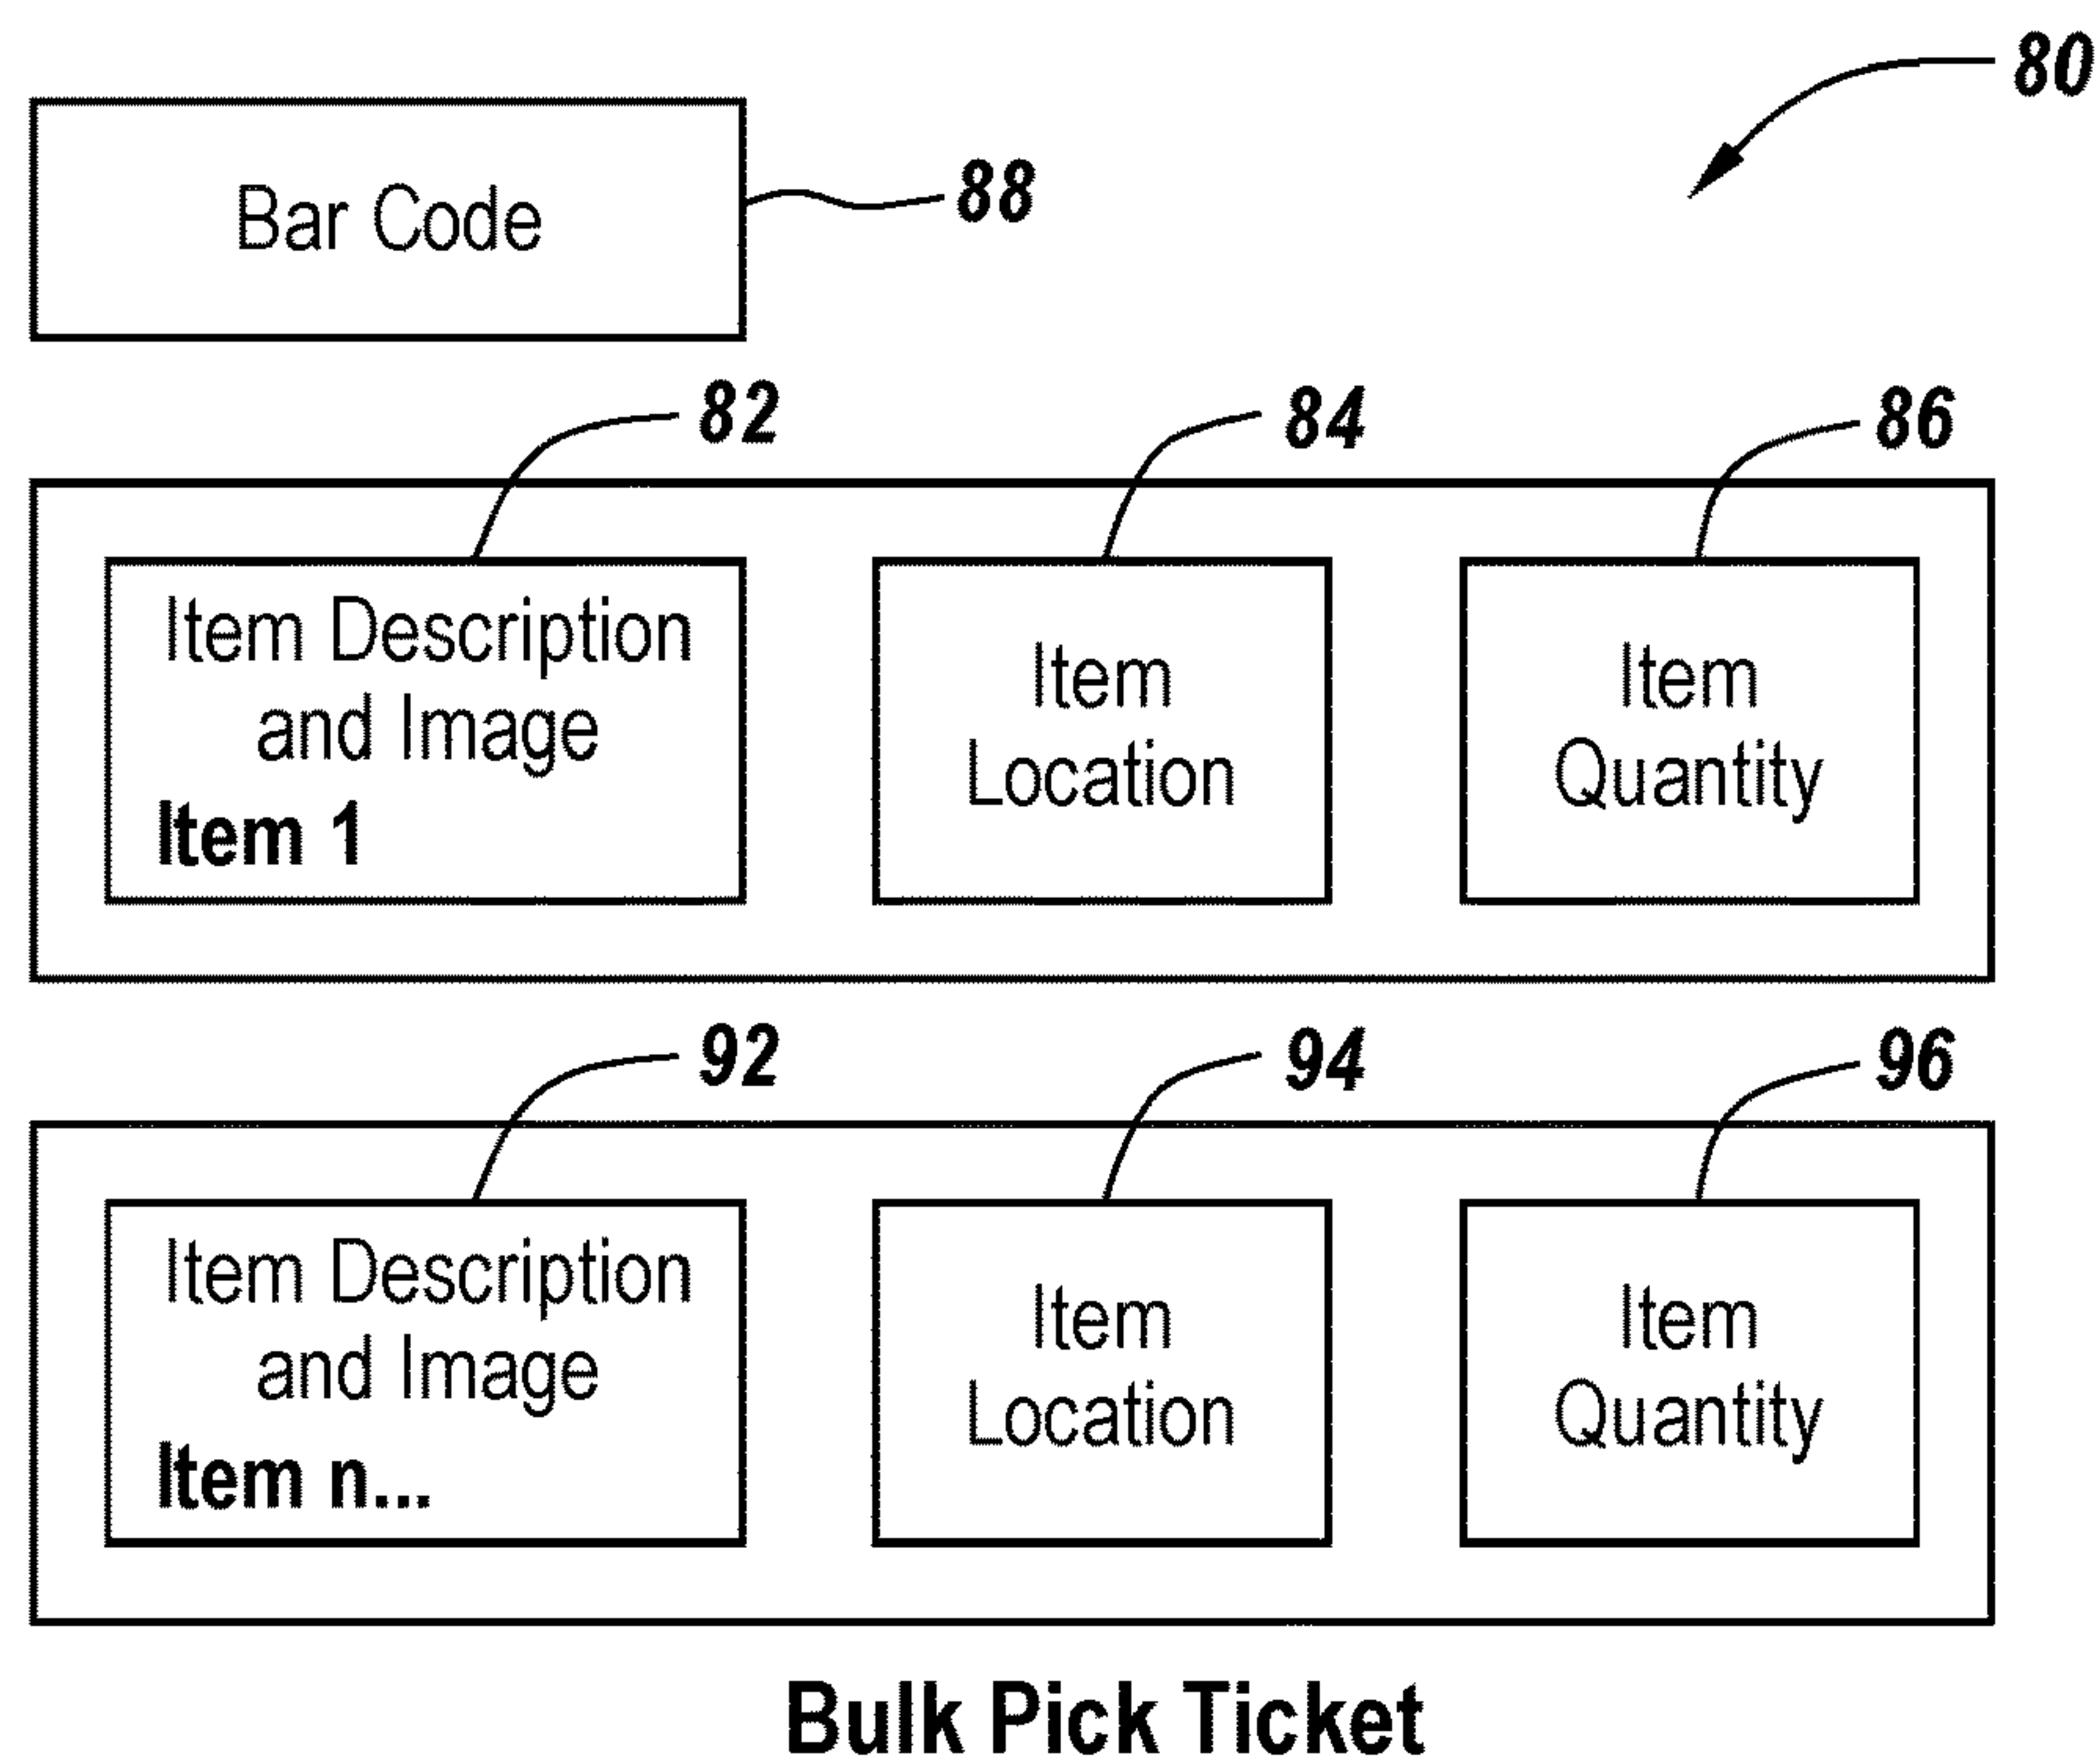 80
Bar Code
88
82
84
86
Item Description
and Image
Item 1
Item
Location
Item
Quantity
92
94
96
Item Description
and Image
Item n...
Item
Location
Item
Quantity
Bulk Pick Ticket